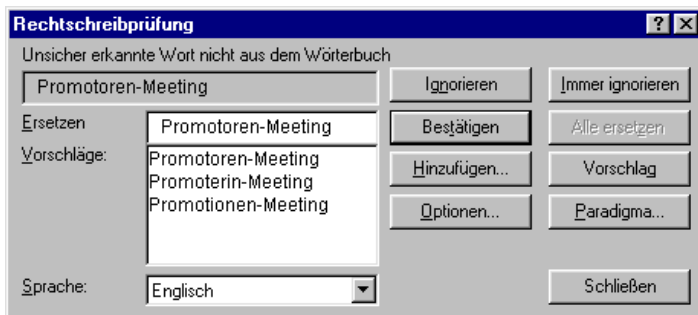 Rechtschreibprüfung
Unsicher erkannte Wort nicht aus dem Wörterbuch
Promotoren-Meeting
Ignorieren
Immer ignorieren
Ersetzen
Promotoren-Meeting
Bestätigen
Alle ersetzen
Vorschläge:
Promotoren-Meeting
Promoterin-Meeting
Promotionen-Meeting
Hinzufügen...
Vorschlag
Optionen...
Paradigma...
Sprache:
Englisch
Schließen